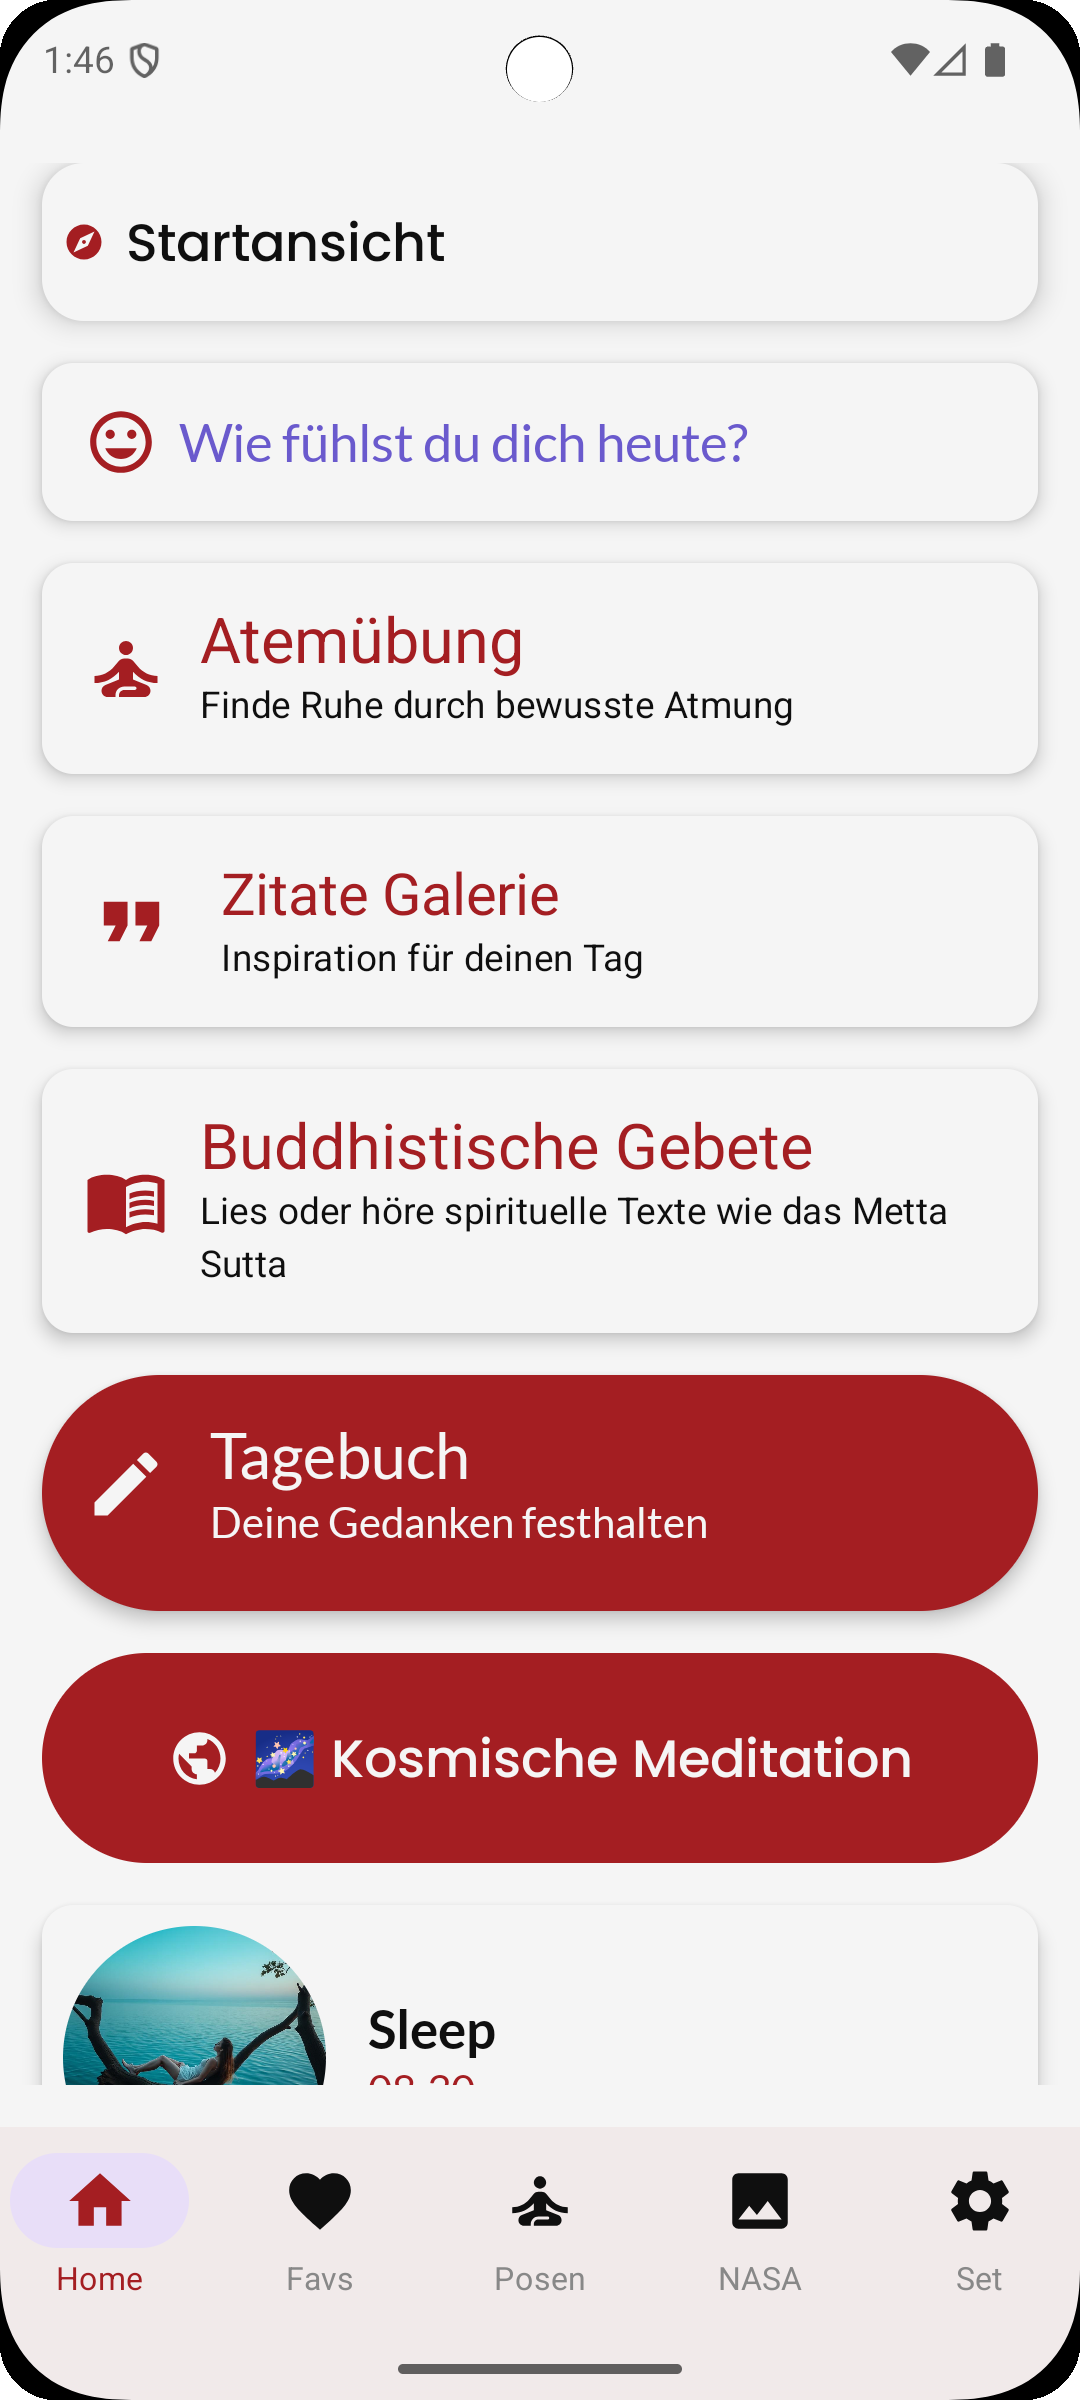 1:46
Startansicht
Wie fühlst du dich heute?
Atemübung
Finde Ruhe durch bewusste Atmung
Zitate Galerie
Inspiration für deinen Tag
Buddhistische Gebete
Lies oder höre spirituelle Texte wie das Metta
Sutta
Tagebuch
Deine Gedanken festhalten
Kosmische Meditation
Sleep
Home
Favs
Posen
NASA
Set